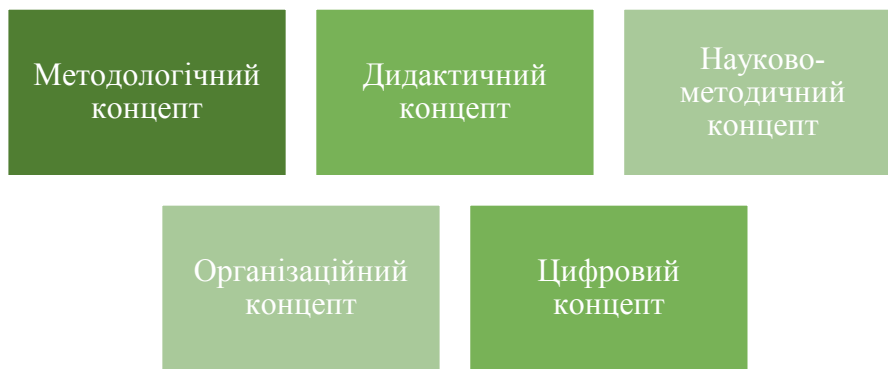 Методологічний
концепт
Дидактичний
концепт
Науково-
методичний
концепт
Організаційний
концепт
Цифровий
концепт